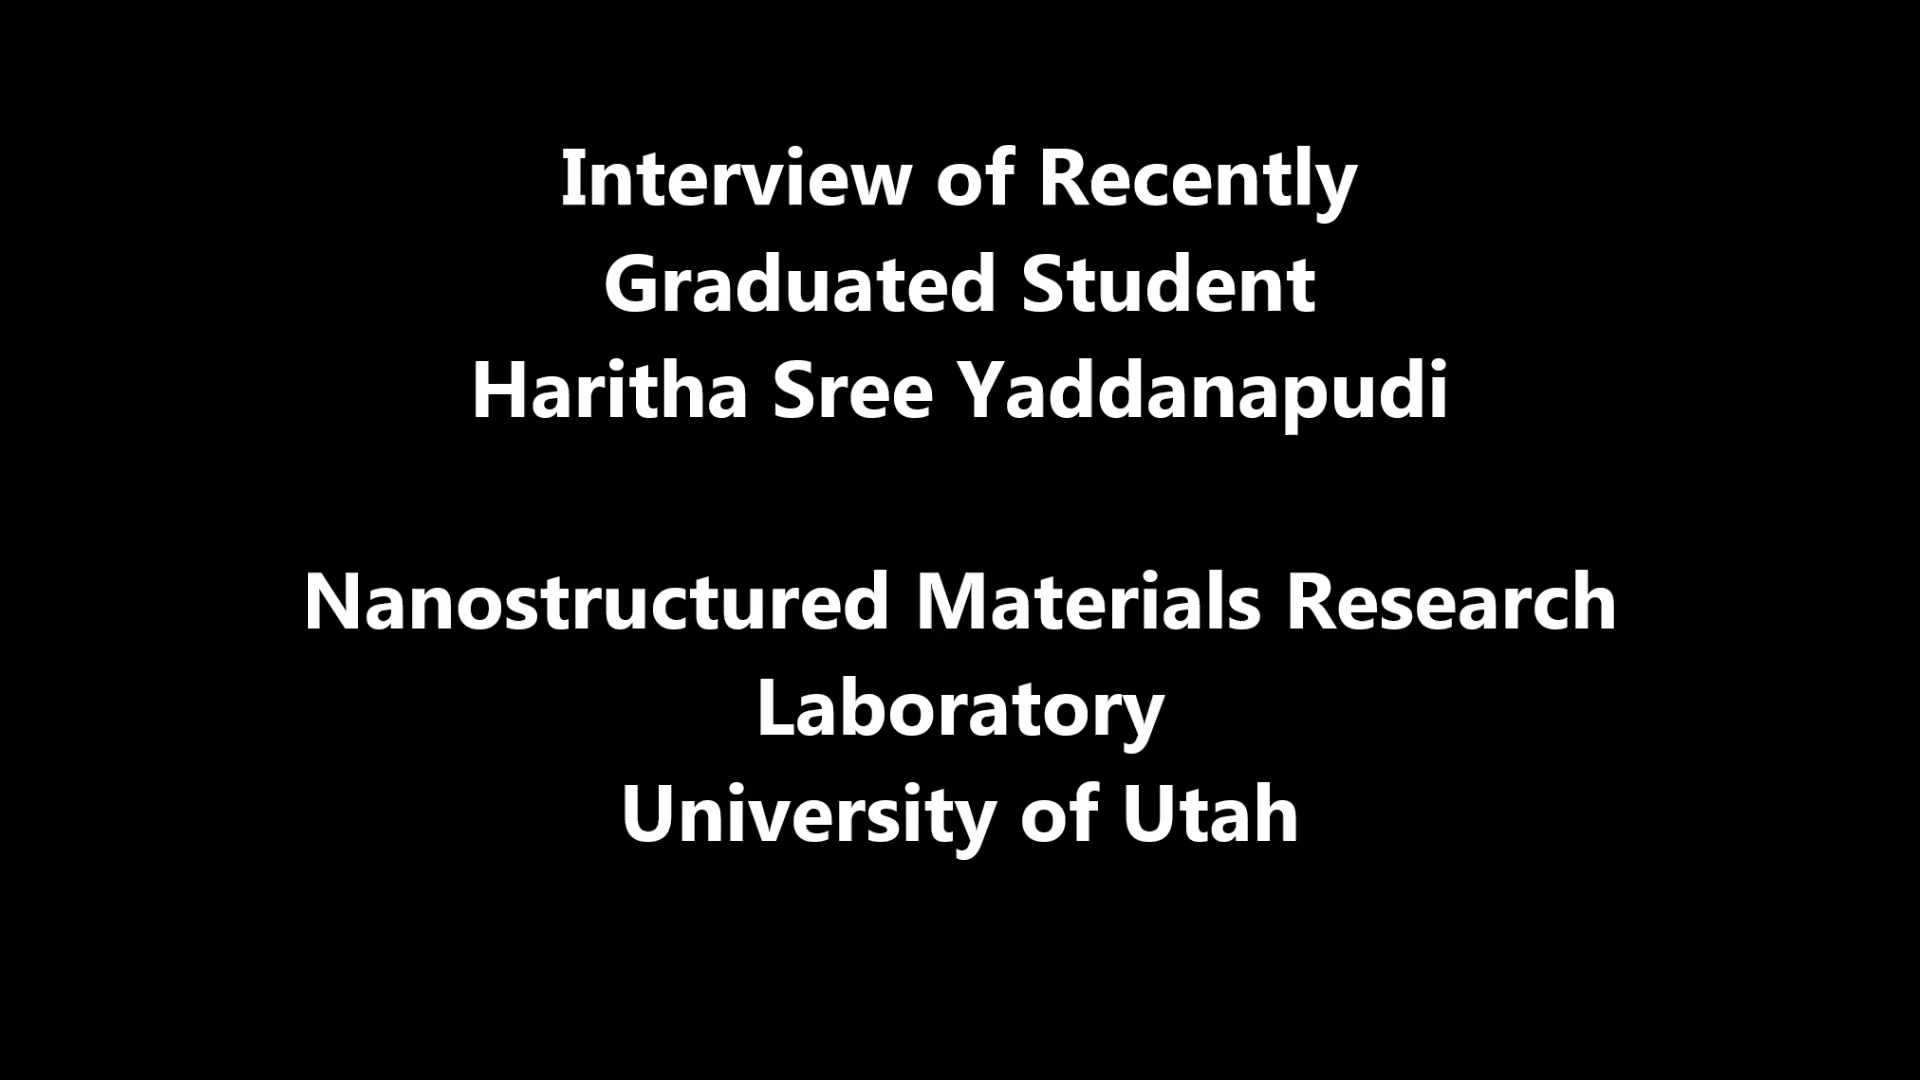 Interview of Recently
Graduated Student
Haritha Sree Yaddanapudi
Nanostructured Materials Research
Laboratory
University of Utah